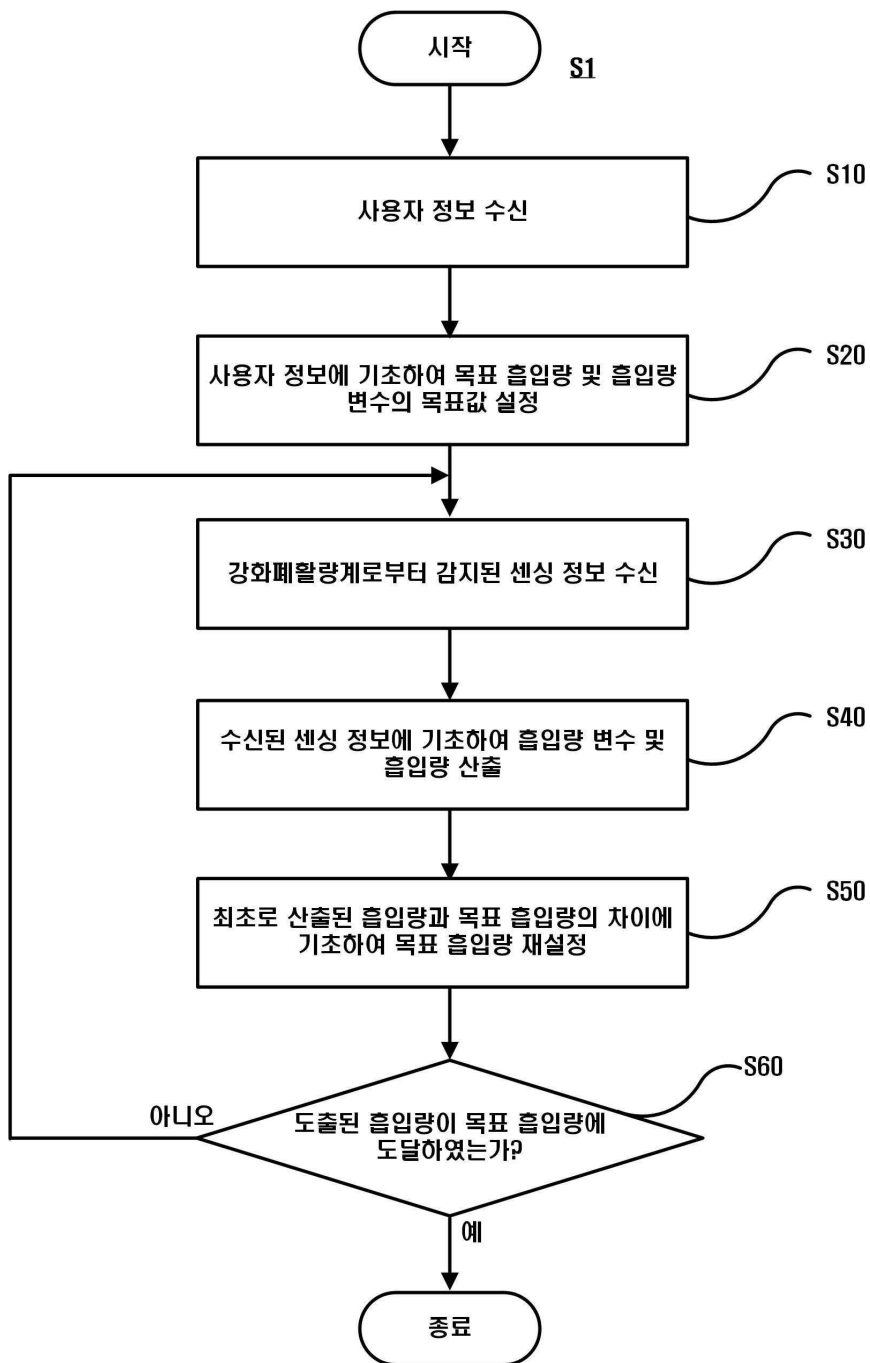 시작
S1
S10
사용자 정보 수신
S20
사용자 정보에 기초하여 목표 흡입량 및 흡입량
변수의 목표값 설정
S30
강화폐활량계로부터 감지된 센싱 정보 수신
S40
수신된 센싱 정보에 기초하여 흡입량 변수 및
흡입량 산출
S50
최초로 산출된 흡입량과 목표 흡입량의 차이에
기초하여 목표 흡입량 재설정
S60
아니오
도출된 흡입량이 목표 흡입량에
도달하였는가?
예
종료